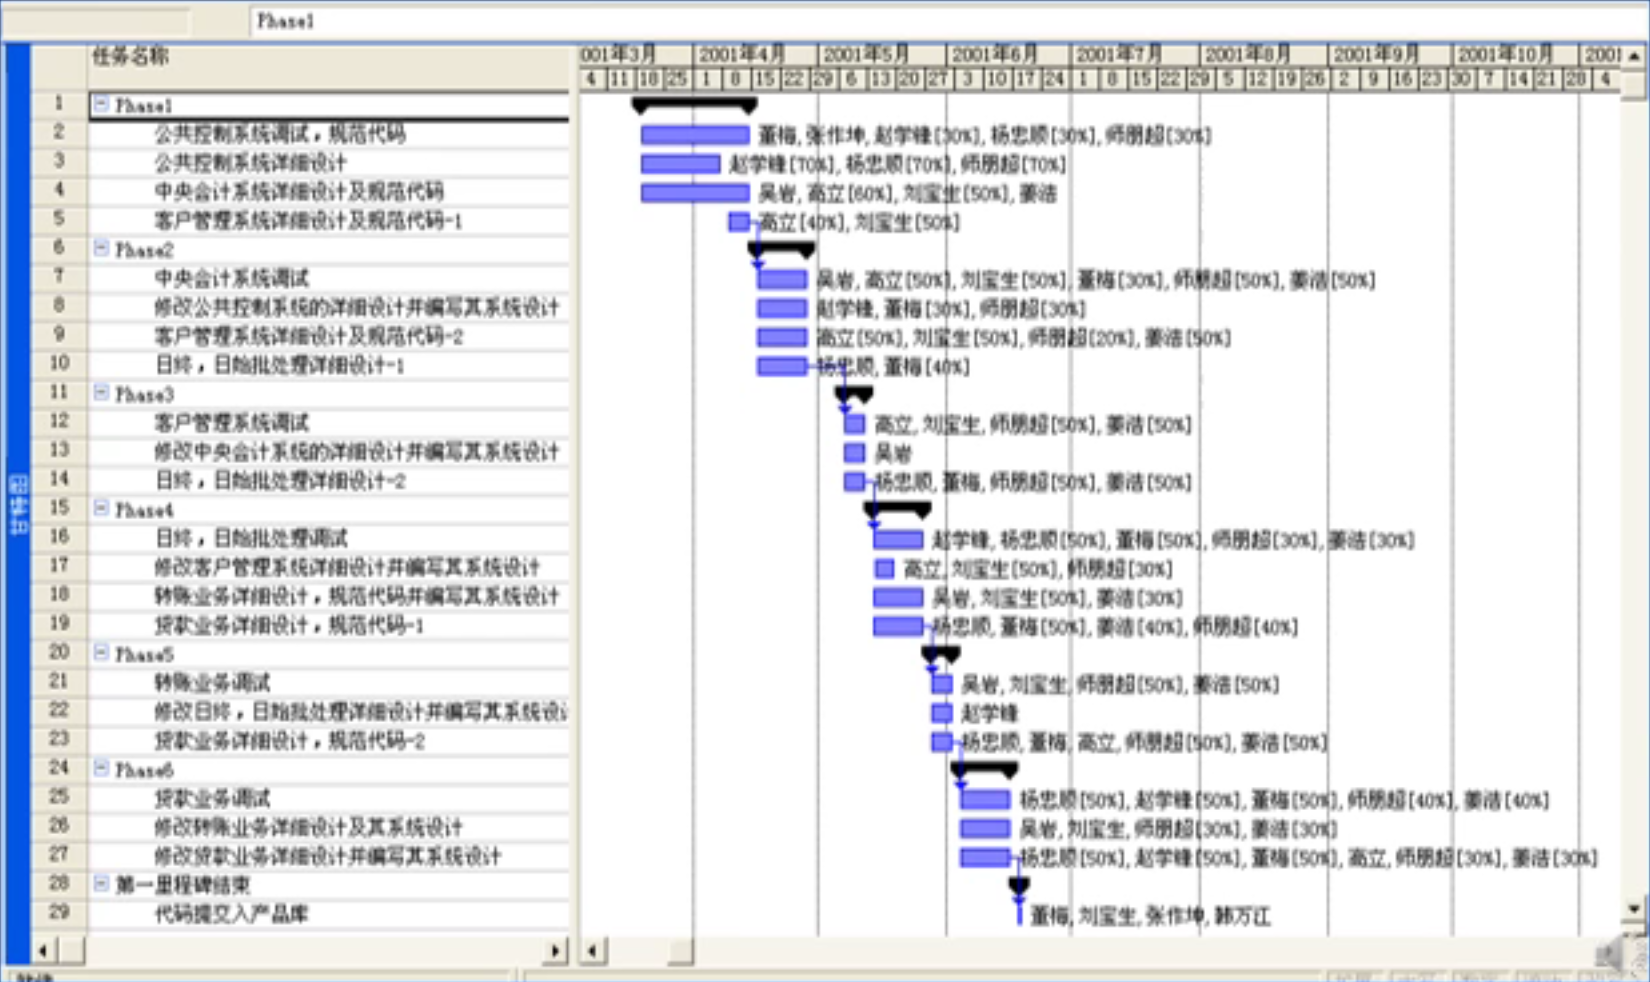 Phase1
任务名称
001年3月 2001年4月 2001年5月 2001年6月 2001年7月 2001年8月 2001年9月 2001年10月 2001
4 11 18 25 1 8 15 22 29 6 13 20 27 3 10 17 24 1 8 15 22 29 5 12 19 26 2 9 16 23 30 7 14 21 28 4
1 Phase1
2 公共控制系统调试，规范代码 董梅, 张作坤, 赵学锋[30%], 杨忠顺[30%], 师朋超[30%]
3 公共控制系统详细设计 赵学锋[70%], 杨忠顺[70%], 师朋超[70%]
4 中央会计系统详细设计及规范代码 吴岩, 高立[60%], 刘宝生[50%], 姜浩
5 客户管理系统详细设计及规范代码-1 高立[40%], 刘宝生[50%]
6 Phase2
7 中央会计系统调试 吴岩, 高立[50%], 刘宝生[50%], 董梅[30%], 师朋超[50%], 姜浩[50%]
8 修改公共控制系统的详细设计并编写其系统设计 赵学锋, 董梅[30%], 师朋超[30%]
9 客户管理系统详细设计及规范代码-2 高立[50%], 刘宝生[50%], 师朋超[20%], 姜浩[50%]
10 日终，日始批处理详细设计-1 杨忠顺, 董梅[40%]
11 Phase3
12 客户管理系统调试 高立, 刘宝生, 师朋超[50%], 姜浩[50%]
13 修改中央会计系统的详细设计并编写其系统设计 吴岩
14 日终，日始批处理详细设计-2 杨忠顺, 董梅, 师朋超[50%], 姜浩[50%]
15 Phase4
16 日终，日始批处理调试 赵学锋, 杨忠顺[50%], 董梅[50%], 师朋超[30%], 姜浩[30%]
17 修改客户管理系统详细设计并编写其系统设计 高立, 刘宝生[50%], 师朋超[30%]
18 转账业务详细设计，规范代码并编写其系统设计 吴岩, 刘宝生[50%], 姜浩[30%]
19 贷款业务详细设计，规范代码-1 杨忠顺, 董梅[50%], 姜浩[40%], 师朋超[40%]
20 Phase5
21 转账业务调试 吴岩, 刘宝生, 师朋超[50%], 姜浩[50%]
22 修改日终，日始批处理详细设计并编写其系统设 赵学锋
23 贷款业务详细设计，规范代码-2 杨忠顺, 董梅, 高立, 师朋超[50%], 姜浩[50%]
24 Phase6
25 贷款业务调试 杨忠顺[50%], 赵学锋[50%], 董梅[50%], 师朋超[40%], 姜浩[40%]
26 修改转账业务详细设计及其系统设计 吴岩, 刘宝生, 师朋超[30%], 姜浩[30%]
27 修改贷款业务详细设计并编写其系统设计 杨忠顺[50%], 赵学锋[50%], 董梅[50%], 高立, 师朋超[30%], 姜浩[30%]
28 第一里程碑结束
29 代码提交入产品库 董梅, 刘宝生, 张作坤, 韩万江
甘特图